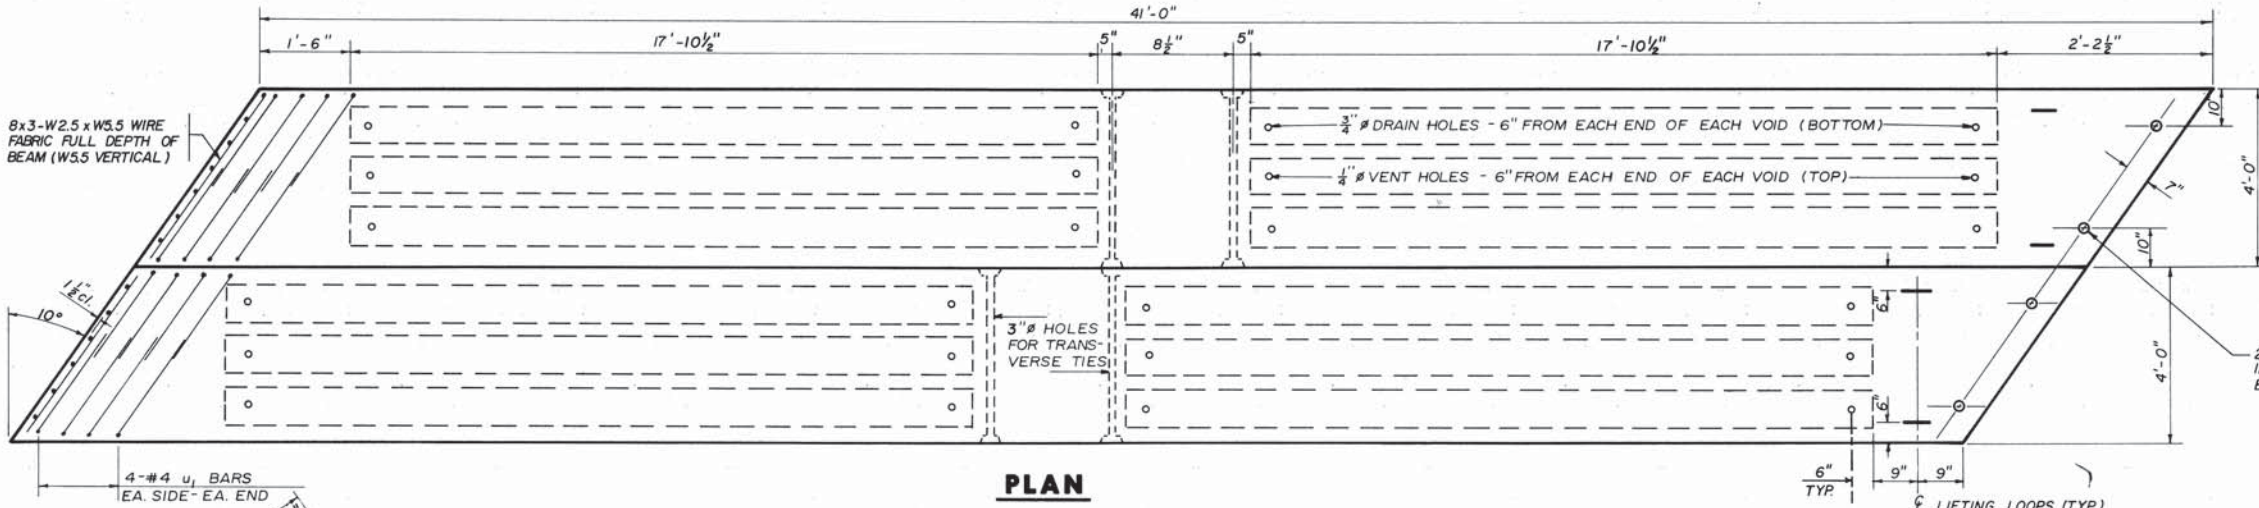 41'-0"
1'-6"
17'-10½"
5"
8½"
5"
17'-10½"
2'-2½"
8x3-W2.5 x W5.5 WIRE
FABRIC FULL DEPTH OF
BEAM (W5.5 VERTICAL)
¾" ø DRAIN HOLES - 6" FROM EACH END OF EACH VOID (BOTTOM)
¼" ø VENT HOLES - 6" FROM EACH END OF EACH VOID (TOP)
10"
4'-0"
7"
10"
1½" cl.
10°
3"ø HOLES
FOR TRANS-
VERSE TIES
6"
6"
4'-0"
4-#4 u₁ BARS
EA. SIDE-EA. END
PLAN
6"
TYP.
9"
9"
℄ LIFTING LOOPS (TYP.)